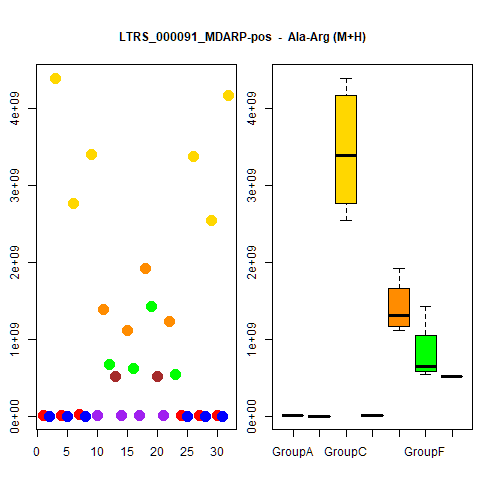 LTRS_000091_MDARP-pos - Ala-Arg (M+H)
0e+00 1e+09 2e+09 3e+09 4e+09
0 5 10 15 20 25 30
0e+00 1e+09 2e+09 3e+09 4e+09
GroupA GroupC GroupF